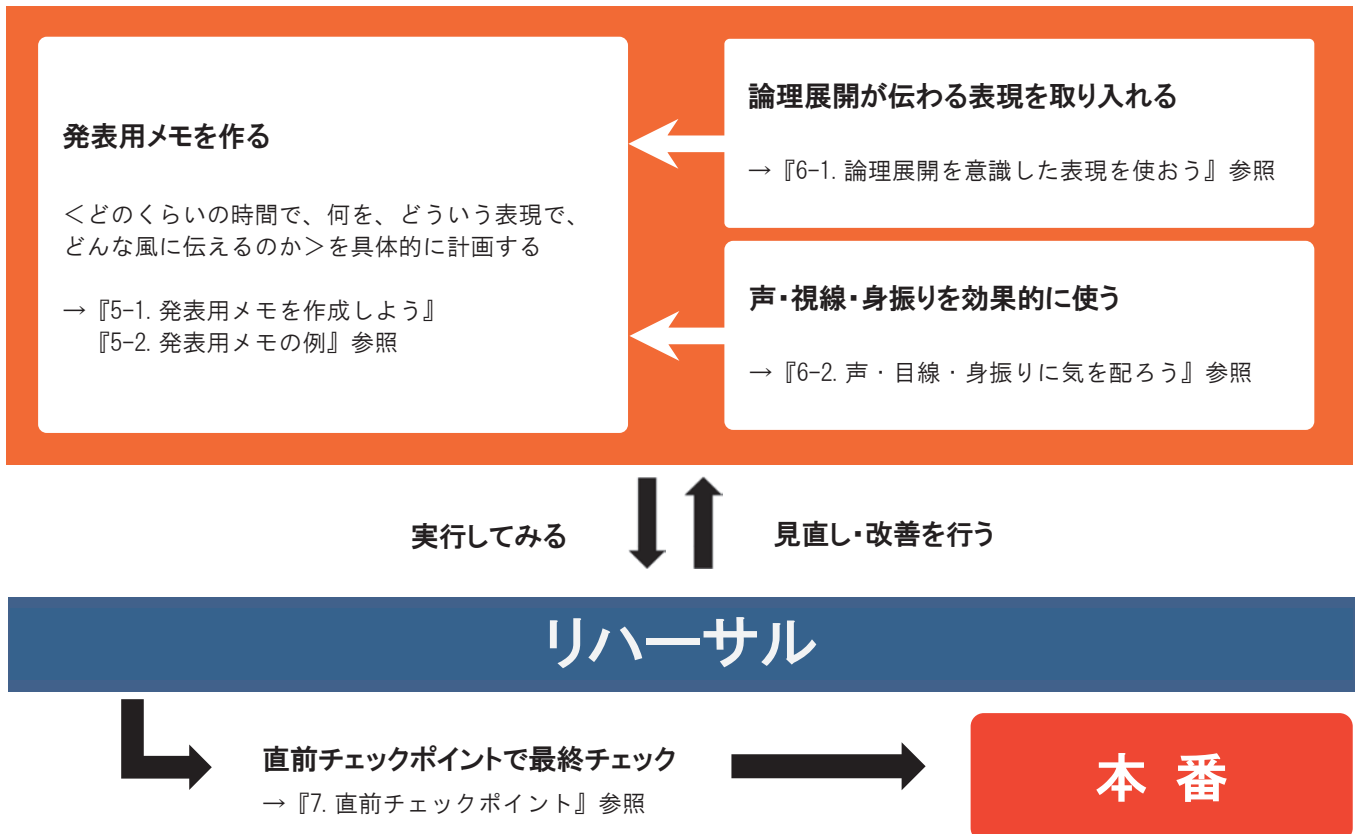 発表用メモを作る
＜どのくらいの時間で、何を、どういう表現で、
どんな風に伝えるのか＞を具体的に計画する
→『5-1. 発表用メモを作成しよう』
『5-2. 発表用メモの例』参照
論理展開が伝わる表現を取り入れる
→『6-1. 論理展開を意識した表現を使おう』参照
声・視線・身振りを効果的に使う
→『6-2. 声・目線・身振りに気を配ろう』参照
実行してみる
見直し・改善を行う
リハーサル
直前チェックポイントで最終チェック
→『7. 直前チェックポイント』参照
本 番